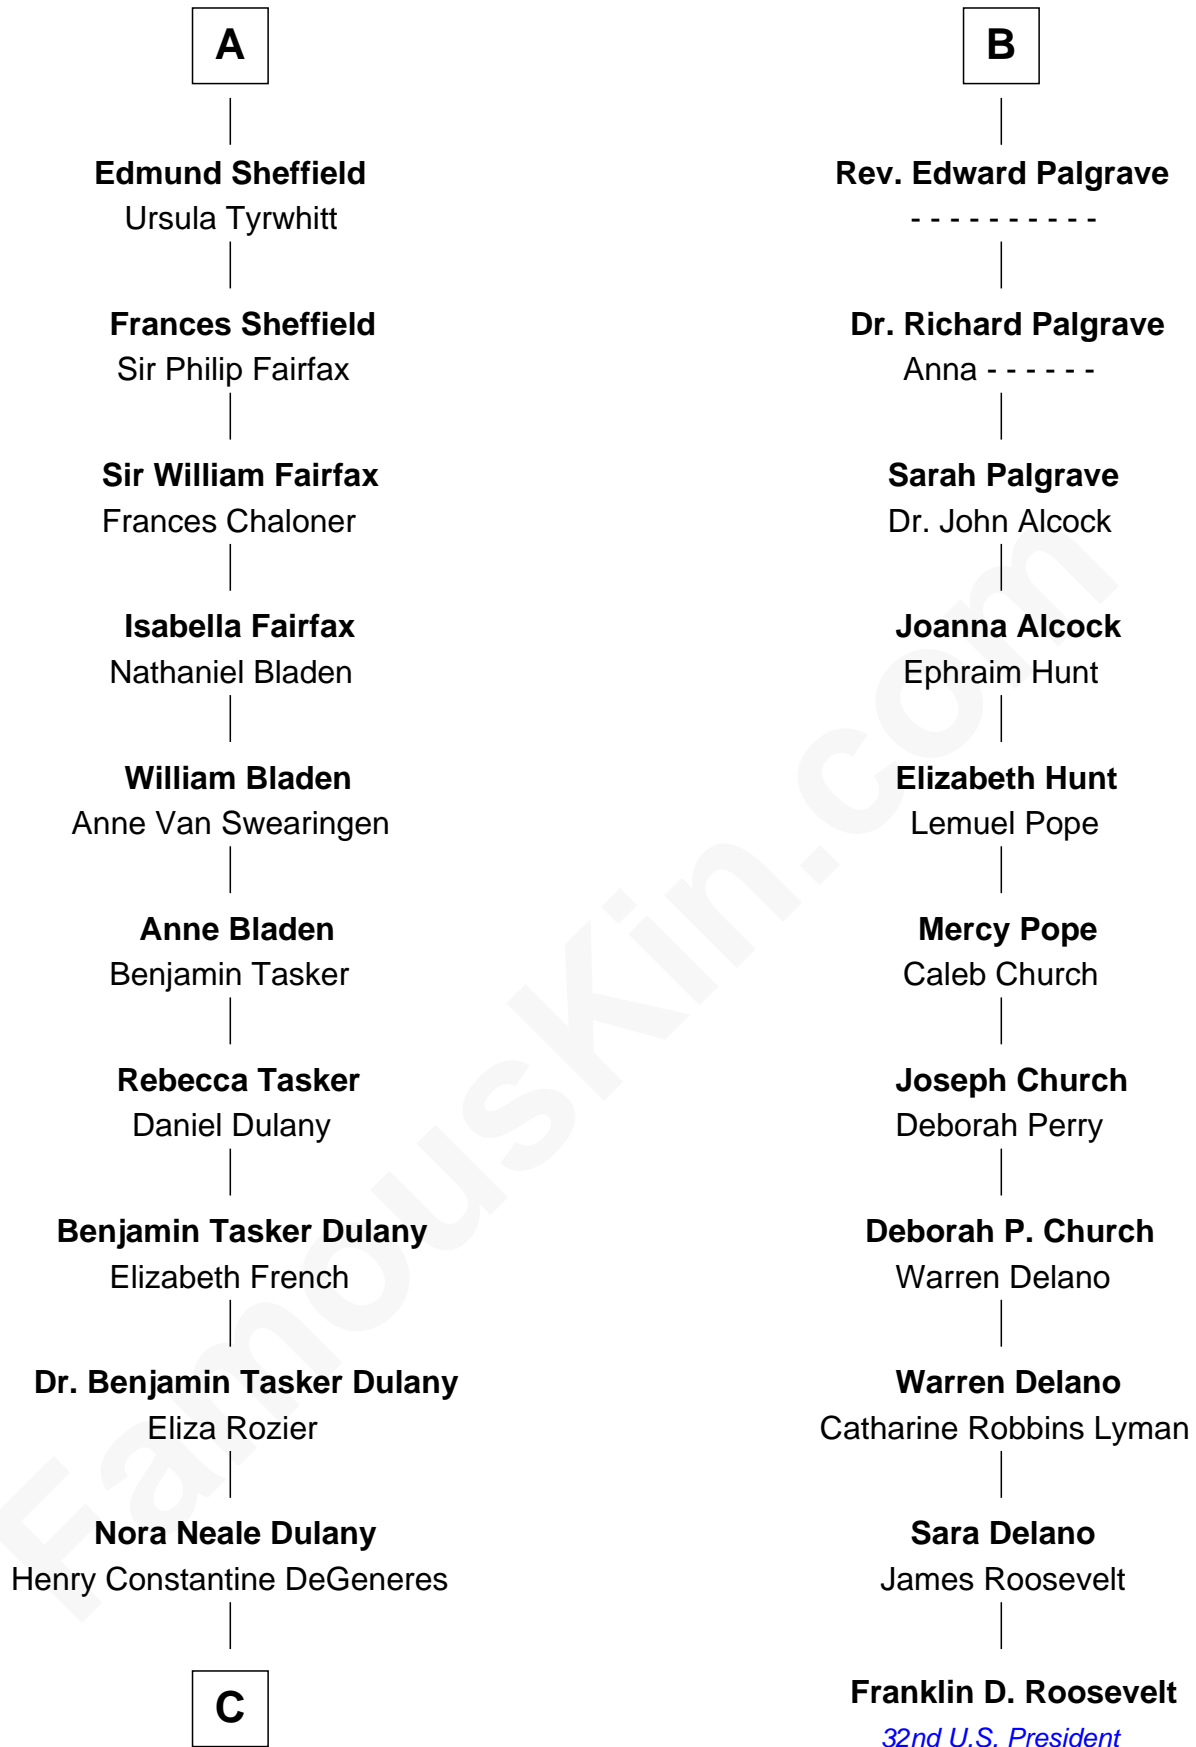 A
Edmund Sheffield
Ursula Tyrwhitt
Frances Sheffield
Sir Philip Fairfax
Sir William Fairfax
Frances Chaloner
Isabella Fairfax
Nathaniel Bladen
William Bladen
Anne Van Swearingen
Anne Bladen
Benjamin Tasker
Rebecca Tasker
Daniel Dulany
Benjamin Tasker Dulany
Elizabeth French
Dr. Benjamin Tasker Dulany
Eliza Rozier
Nora Neale Dulany
Henry Constantine DeGeneres
C
B
Rev. Edward Palgrave
- - - - - - - - - -
Dr. Richard Palgrave
Anna - - - - - -
Sarah Palgrave
Dr. John Alcock
Joanna Alcock
Ephraim Hunt
Elizabeth Hunt
Lemuel Pope
Mercy Pope
Caleb Church
Joseph Church
Deborah Perry
Deborah P. Church
Warren Delano
Warren Delano
Catharine Robbins Lyman
Sara Delano
James Roosevelt
Franklin D. Roosevelt
32nd U.S. President
FamousKin.com